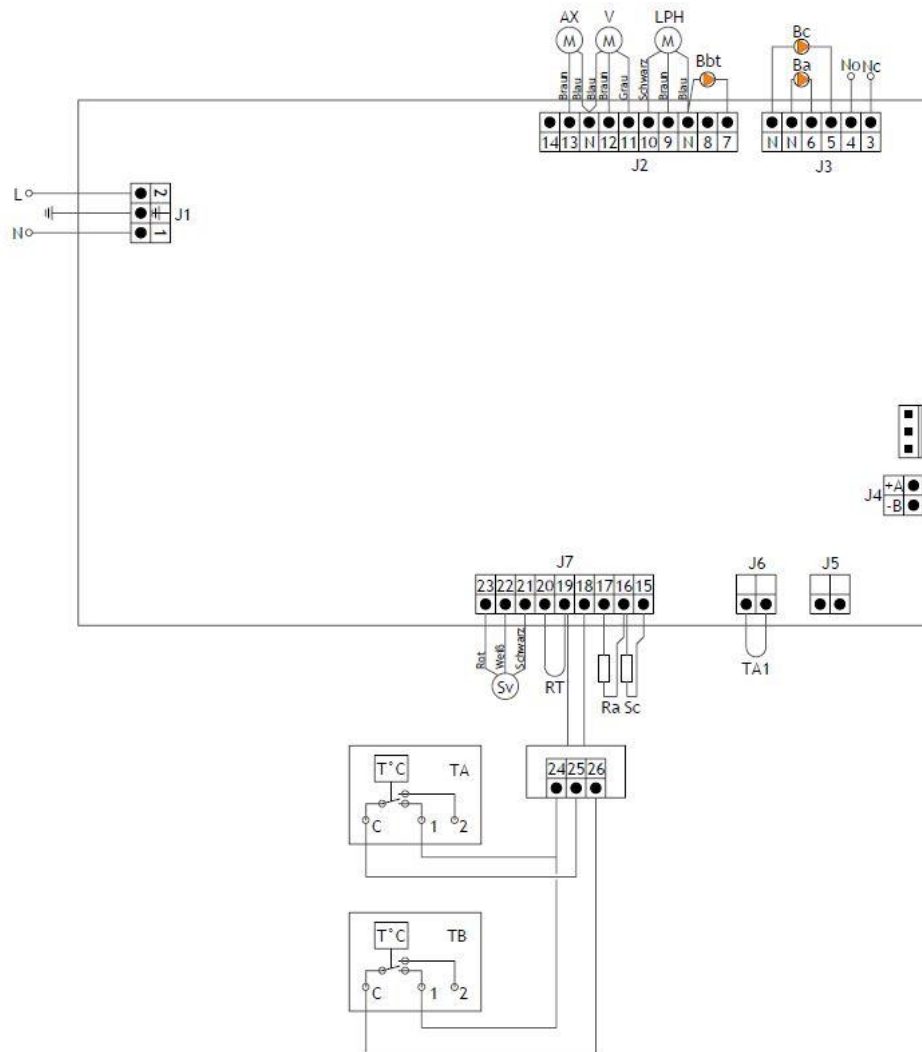 AX V LPH
Bbt
Bc
Ba
No Nc
Braun Blau Blau Braun Grau Schwarz Braun Blau
14 13 N 12 11 10 9 N 8 7
J2
N N 6 5 4 3
J3
M M M
L
N
2
1
J1
J4
+A
-B
J7
23 22 21 20 19 18 17 16 15
J6
J5
Rot Weiß Schwarz
Sv
RT
Ra Sc
TA1
T°C TA
C 1 2
24 25 26
T°C TB
C 1 2